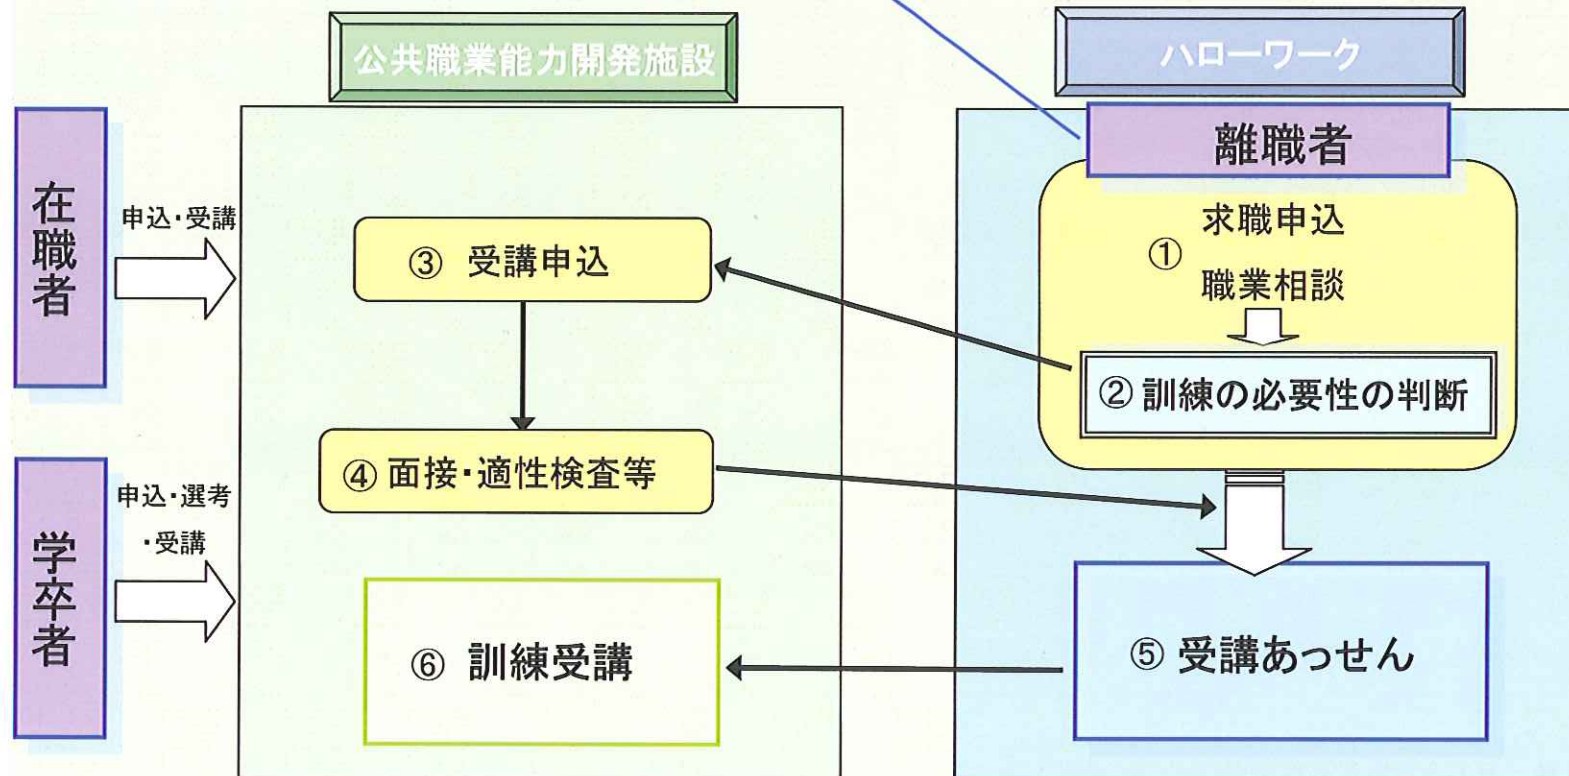 公共職業能力開発施設
ハローワーク
離職者
在職者
申込・受講
③ 受講申込
求職申込
①
職業相談
② 訓練の必要性の判断
④ 面接・適性検査等
学卒者
申込・選考
・受講
⑥ 訓練受講
⑤ 受講あっせん